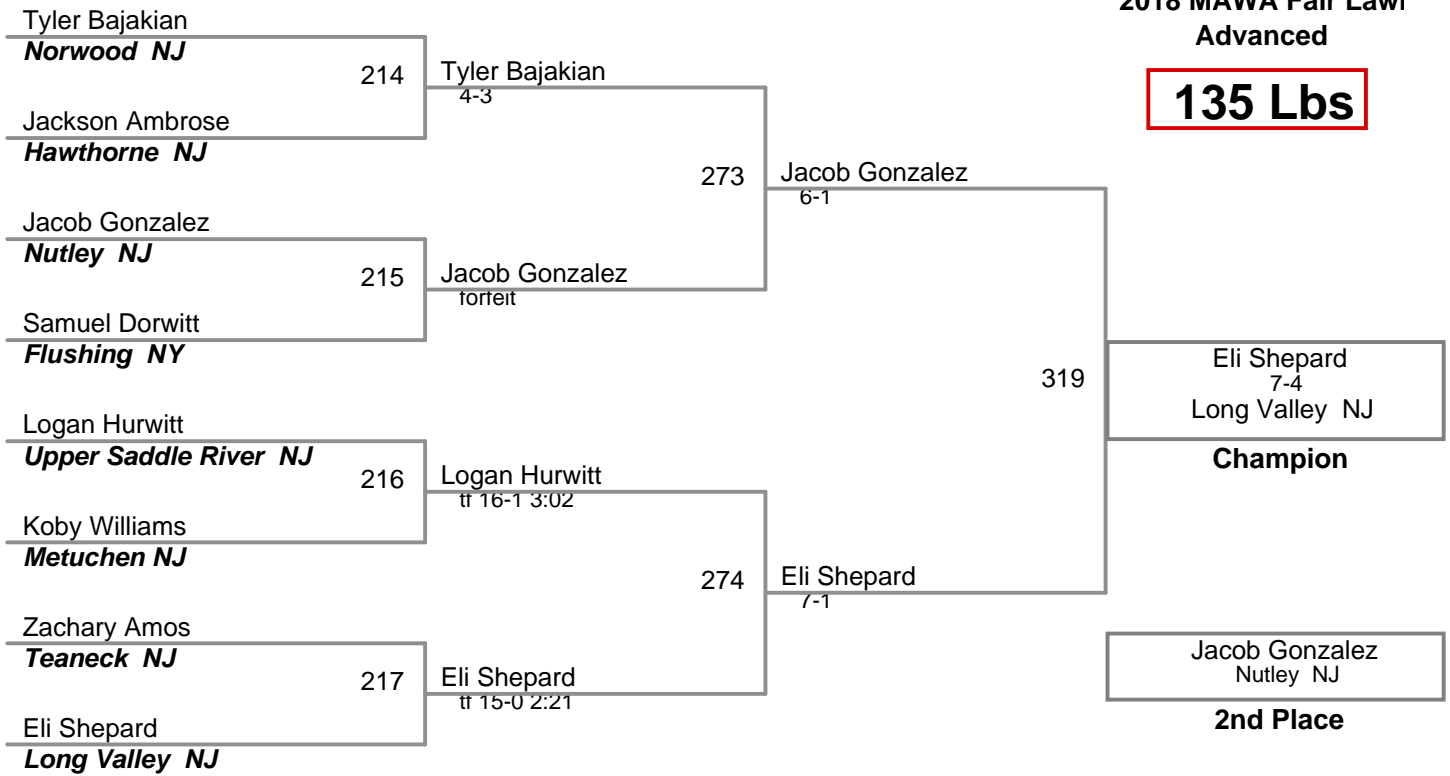 2018 MAWA Fair Lawn
Advanced
135 Lbs
Tyler Bajakian
Norwood NJ
214
Jackson Ambrose
Hawthorne NJ
Tyler Bajakian
4-3
Jacob Gonzalez
Nutley NJ
215
Samuel Dorwitt
Flushing NY
Jacob Gonzalez
forfeit
273
Jacob Gonzalez
6-1
Logan Hurwitt
Upper Saddle River NJ
216
Koby Williams
Metuchen NJ
Logan Hurwitt
tf 16-1 3:02
Zachary Amos
Teaneck NJ
217
Eli Shepard
Long Valley NJ
Eli Shepard
tf 15-0 2:21
274
Eli Shepard
7-1
319
Eli Shepard
7-4
Long Valley NJ
Champion
Jacob Gonzalez
Nutley NJ
2nd Place